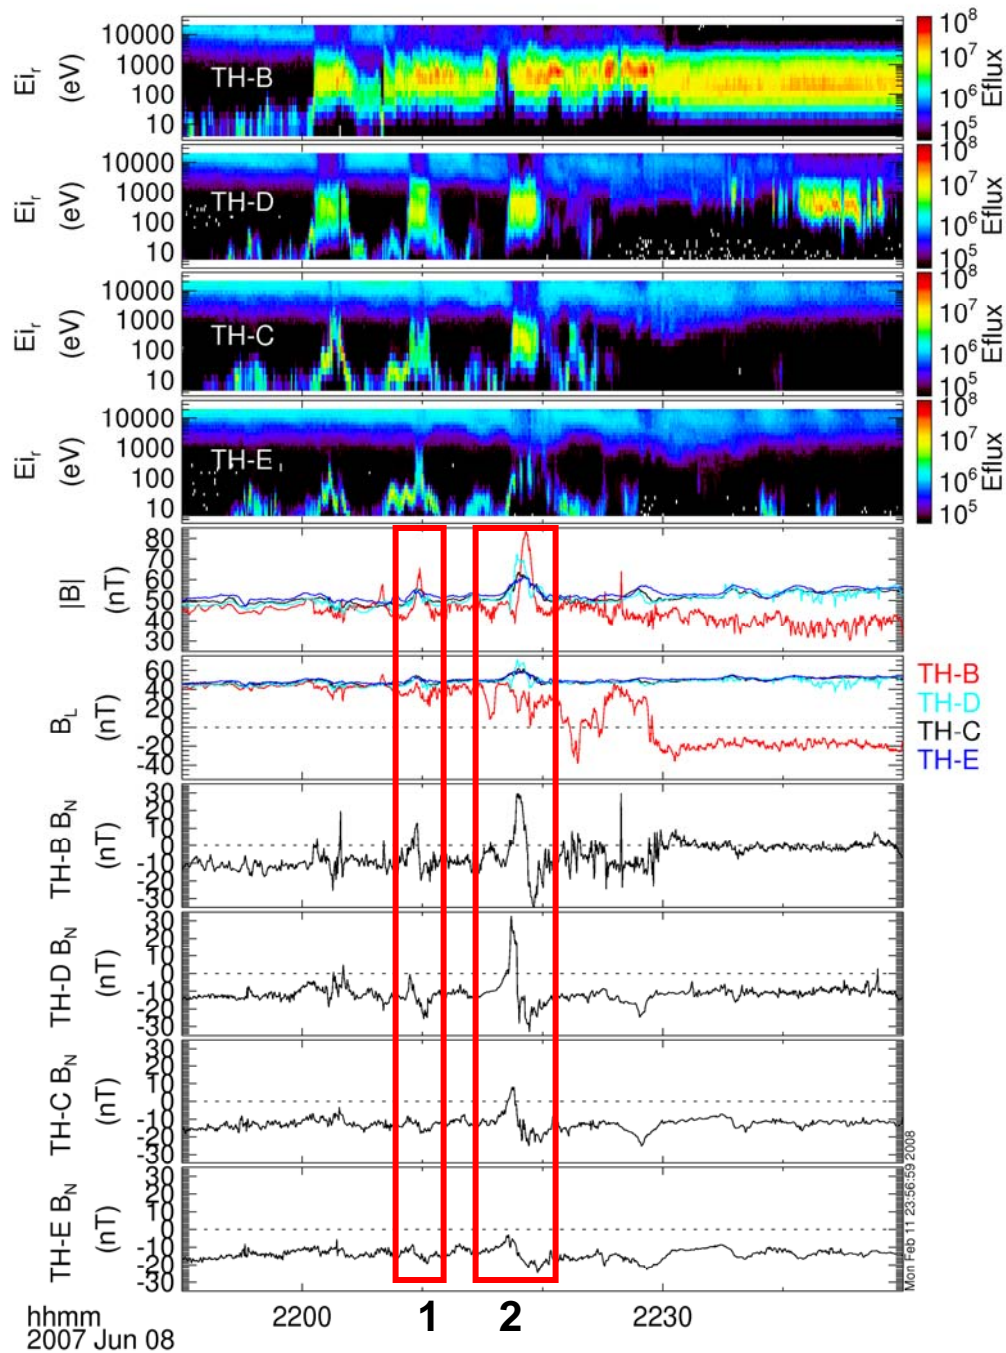 Ei_r (eV) 10000 1000 100 10 TH-B 10^8 10^7 10^6 10^5 Eflux
Ei_r (eV) 10000 1000 100 10 TH-D 10^8 10^7 10^6 10^5 Eflux
Ei_r (eV) 10000 1000 100 10 TH-C 10^8 10^7 10^6 10^5 Eflux
Ei_r (eV) 10000 1000 100 10 TH-E 10^8 10^7 10^6 10^5 Eflux
|B| (nT) 80 70 60 50 40 30
B_L (nT) 60 40 20 0 -20 -40
TH-B
TH-D
TH-C
TH-E
TH-B B_N (nT) 30 20 10 0 -10 -20 -30
TH-D B_N (nT) 30 20 10 0 -10 -20 -30
TH-C B_N (nT) 30 20 10 0 -10 -20 -30
TH-E B_N (nT) 30 20 10 0 -10 -20 -30
Mon Feb 11 23:56:59 2008
hhmm 2200 1 2 2230
2007 Jun 08